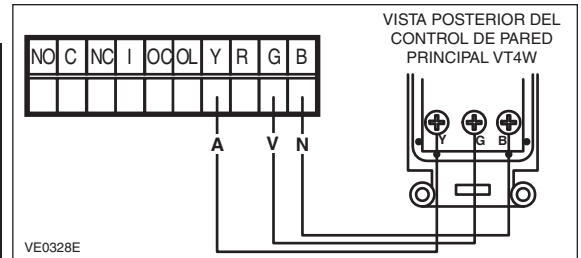 VISTA POSTERIOR DEL
CONTROL DE PARED
PRINCIPAL VT4W
NO C NC I OC OL Y R G B
Y G B
A V N
VE0328E